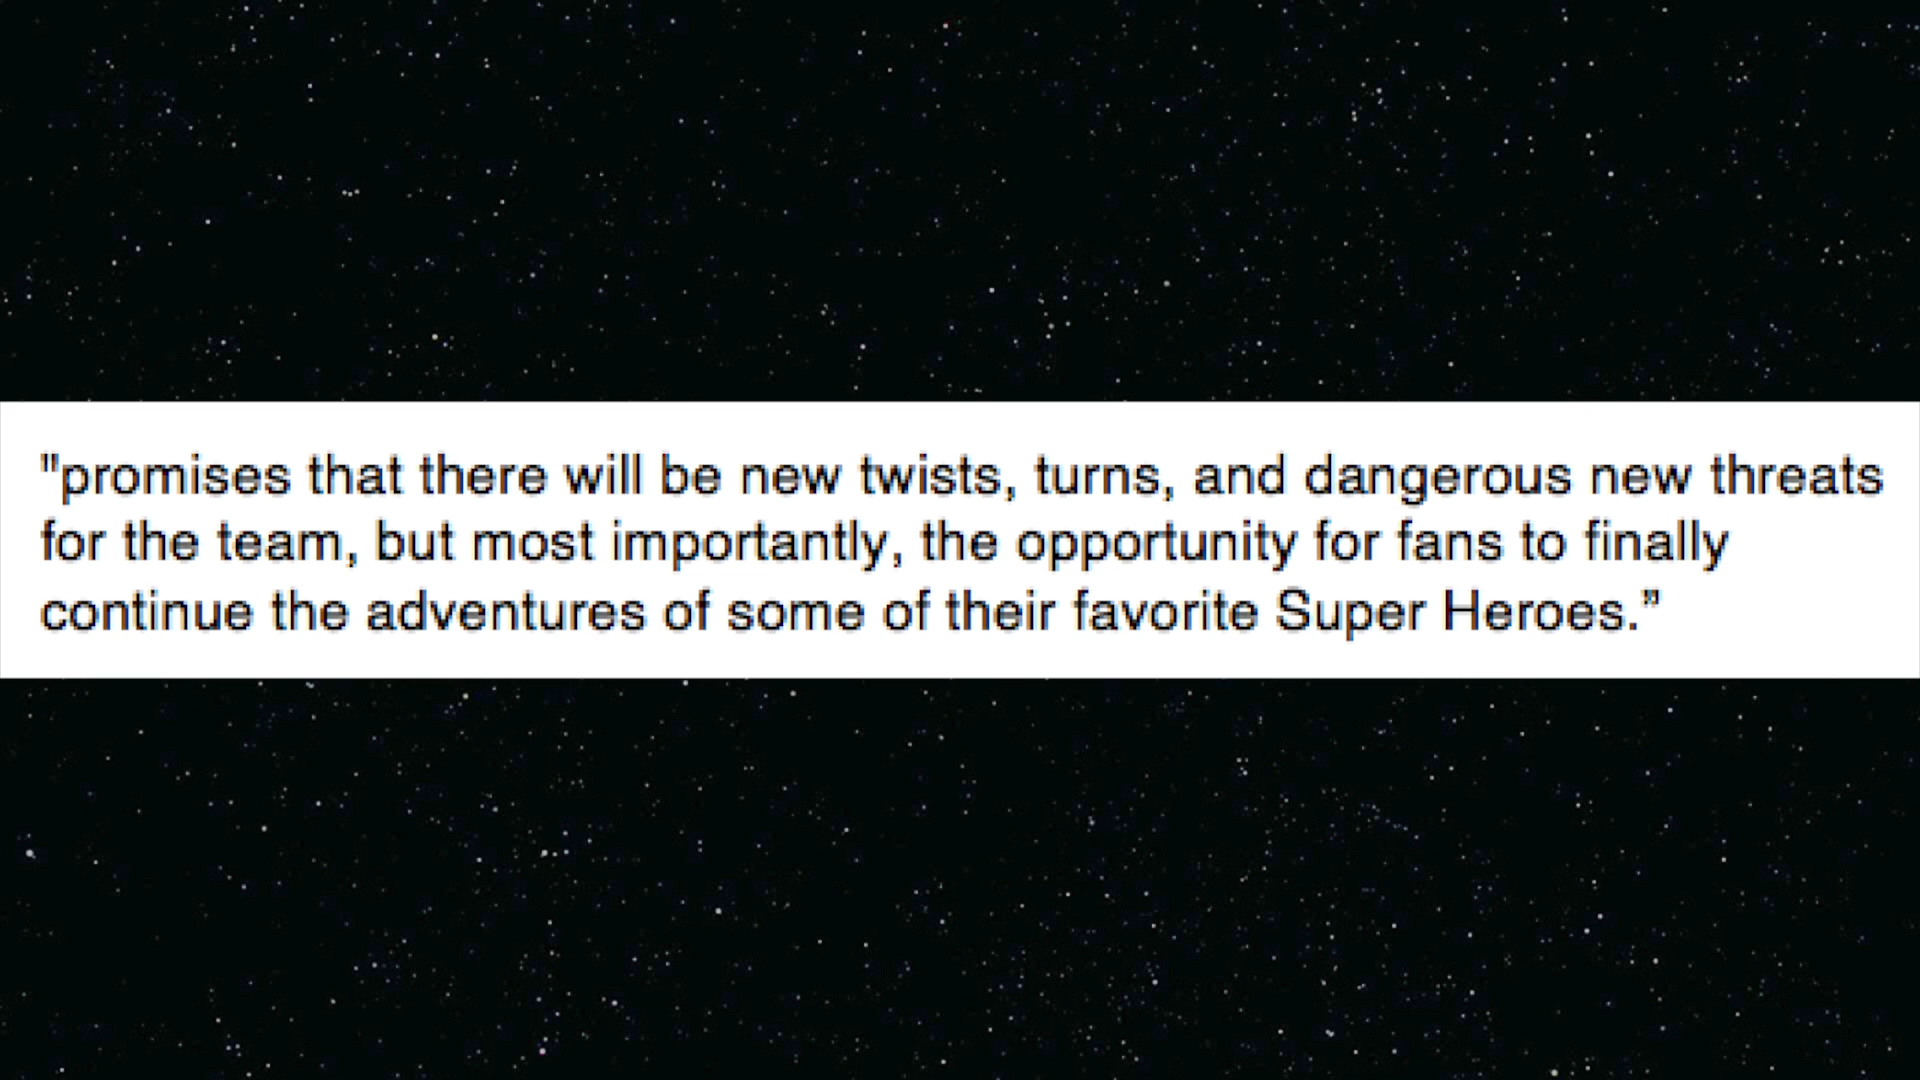 "promises that there will be new twists, turns, and dangerous new threats
for the team, but most importantly, the opportunity for fans to finally
continue the adventures of some of their favorite Super Heroes.”